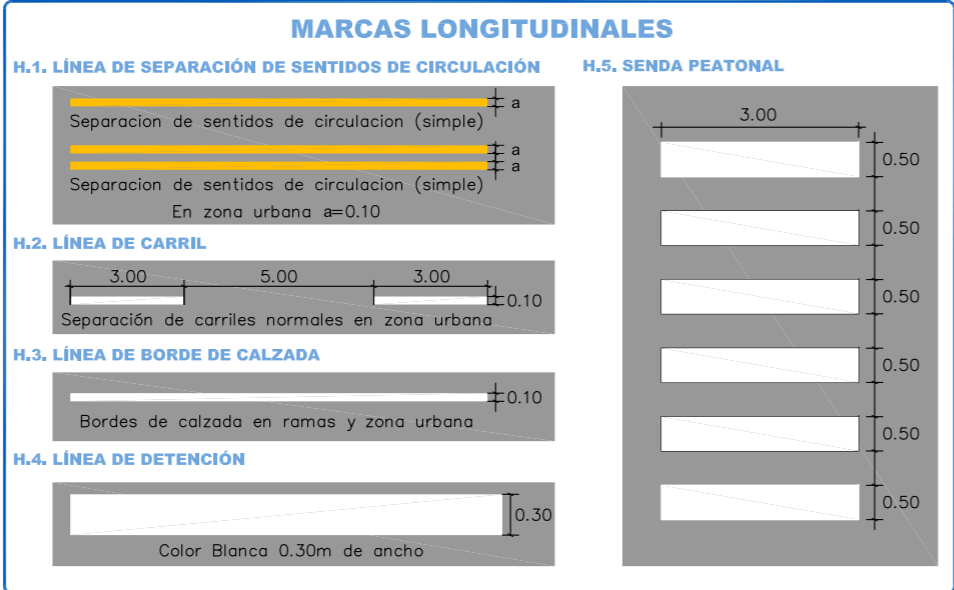 MARCAS LONGITUDINALES
H.1. LÍNEA DE SEPARACIÓN DE SENTIDOS DE CIRCULACIÓN
a
Separacion de sentidos de circulacion (simple)
a
a
Separacion de sentidos de circulacion (simple)
En zona urbana a=0.10
H.2. LÍNEA DE CARRIL
3.00 5.00 3.00
0.10
Separación de carriles normales en zona urbana
H.3. LÍNEA DE BORDE DE CALZADA
0.10
Bordes de calzada en ramas y zona urbana
H.4. LÍNEA DE DETENCIÓN
0.30
Color Blanca 0.30m de ancho
H.5. SENDA PEATONAL
3.00
0.50
0.50
0.50
0.50
0.50
0.50